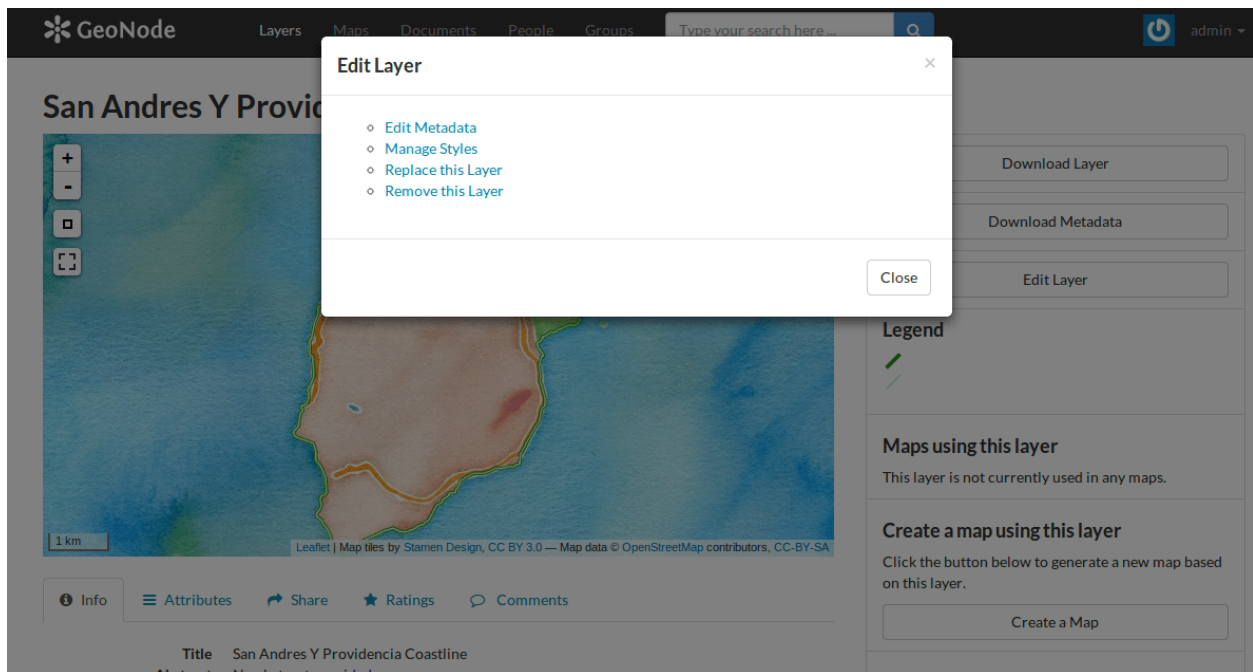 GeoNode
Layers Maps Documents People Groups Type your search here ... admin
Edit Layer ×
San Andres Y Provid
Edit Metadata
Manage Styles
Replace this Layer
Remove this Layer
Close
+
-
Download Layer
Download Metadata
Edit Layer
Legend
Maps using this layer
This layer is not currently used in any maps.
Create a map using this layer
Click the button below to generate a new map based
on this layer.
Create a Map
1 km
Leaflet | Map tiles by Stamen Design, CC BY 3.0 — Map data © OpenStreetMap contributors, CC-BY-SA
Info Attributes Share Ratings Comments
Title San Andres Y Providencia Coastline